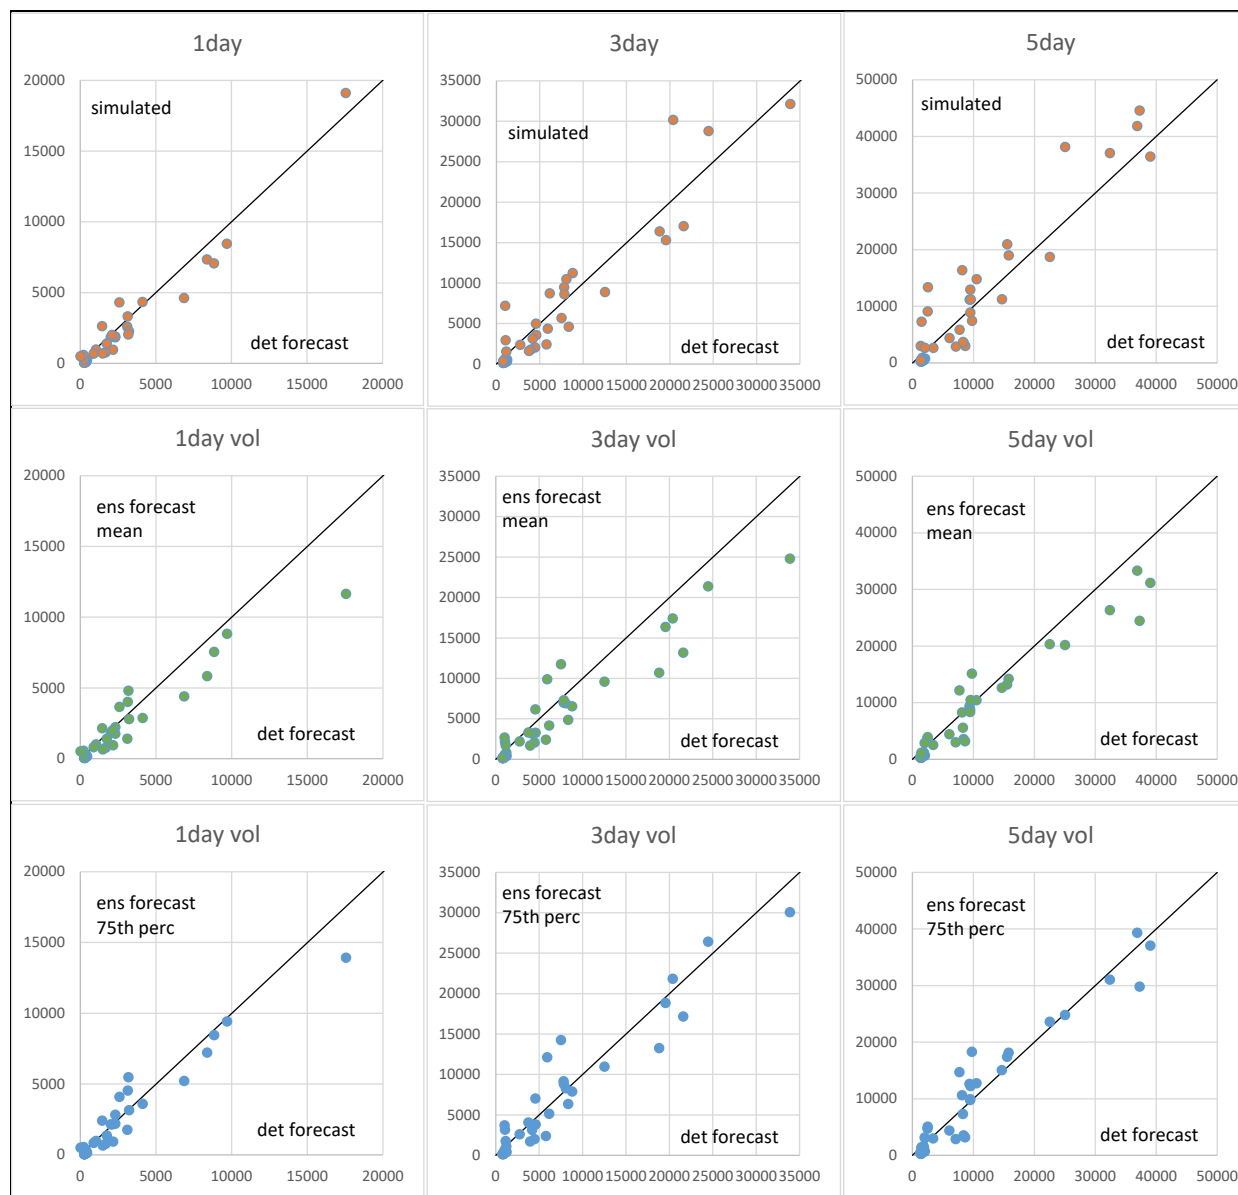 1day
20000
15000
10000
5000
0
0 5000 10000 15000 20000
simulated
det forecast
3day
35000
30000
25000
20000
15000
10000
5000
0
0 5000 10000 15000 20000 25000 30000 35000
simulated
det forecast
5day
50000
40000
30000
20000
10000
0
0 10000 20000 30000 40000 50000
simulated
det forecast
1day vol
20000
15000
10000
5000
0
0 5000 10000 15000 20000
ens forecast
mean
det forecast
3day vol
35000
30000
25000
20000
15000
10000
5000
0
0 5000 10000 15000 20000 25000 30000 35000
ens forecast
mean
det forecast
5day vol
50000
40000
30000
20000
10000
0
0 10000 20000 30000 40000 50000
ens forecast
mean
det forecast
1day vol
20000
15000
10000
5000
0
0 5000 10000 15000 20000
ens forecast
75th perc
det forecast
3day vol
35000
30000
25000
20000
15000
10000
5000
0
0 5000 10000 15000 20000 25000 30000 35000
ens forecast
75th perc
det forecast
5day vol
50000
40000
30000
20000
10000
0
0 10000 20000 30000 40000 50000
ens forecast
75th perc
det forecast